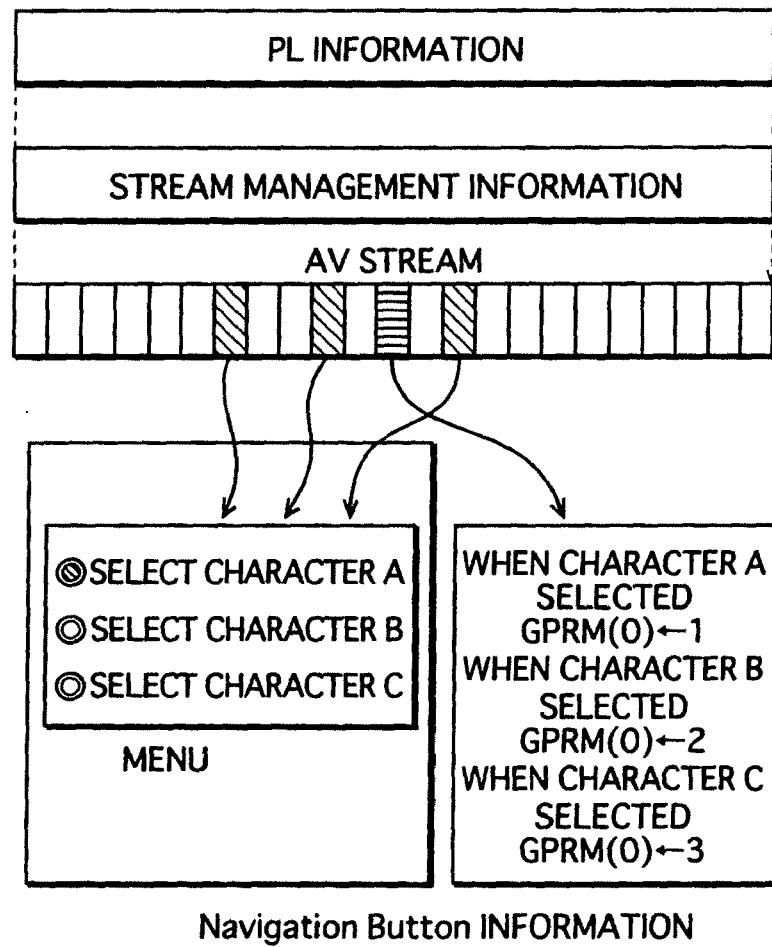 PL INFORMATION
STREAM MANAGEMENT INFORMATION
AV STREAM
SELECT CHARACTER A
SELECT CHARACTER B
SELECT CHARACTER C
MENU
WHEN CHARACTER A
SELECTED
GPRM(0)←1
WHEN CHARACTER B
SELECTED
GPRM(0)←2
WHEN CHARACTER C
SELECTED
GPRM(0)←3
Navigation Button INFORMATION